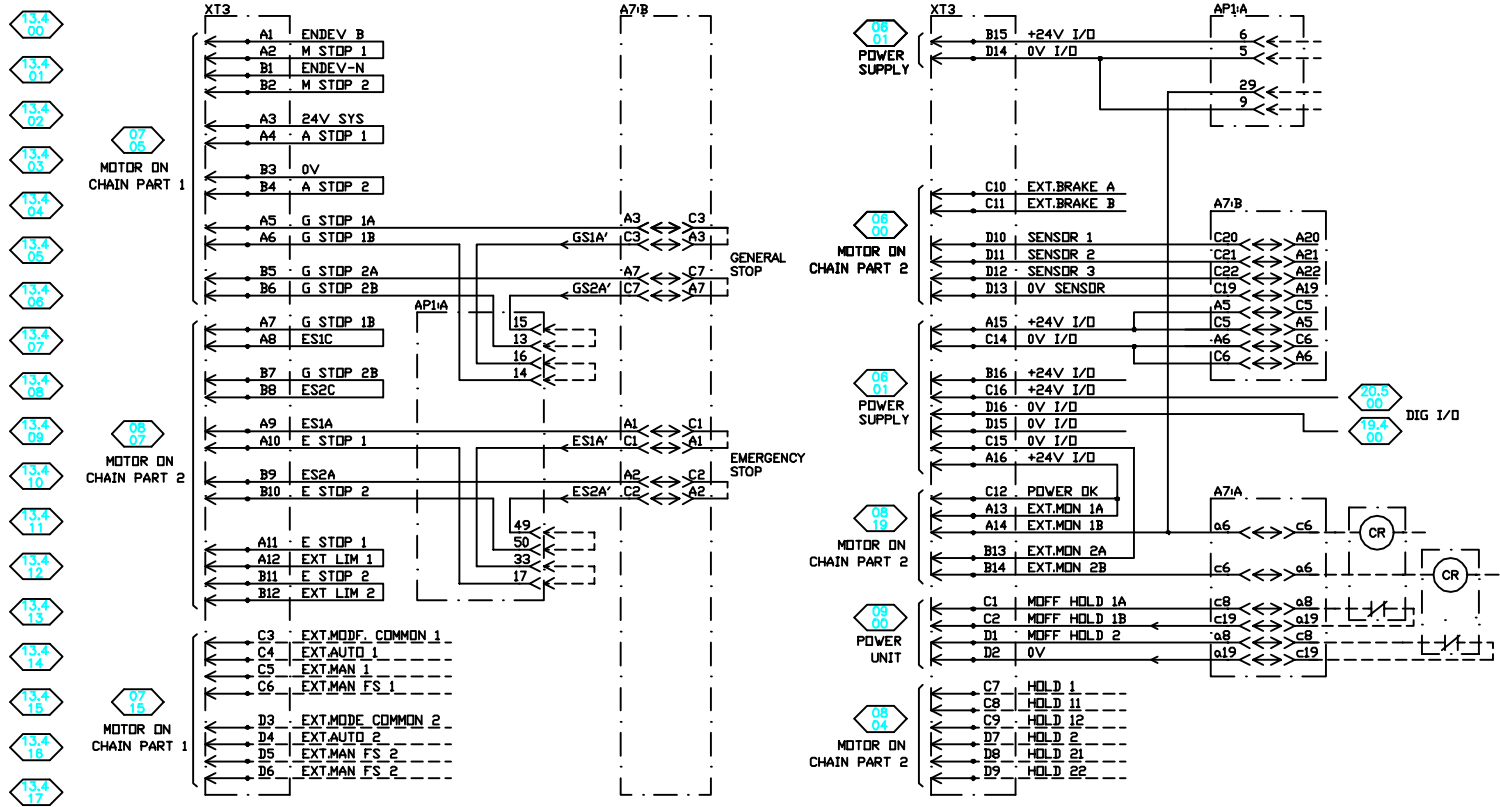 13.4
00
13.4
01
13.4
02
13.4
03
13.4
04
13.4
05
13.4
06
13.4
07
13.4
08
13.4
09
13.4
10
13.4
11
13.4
12
13.4
13
13.4
14
13.4
15
13.4
16
13.4
17
07
05
MOTOR ON
CHAIN PART 1
08
07
MOTOR ON
CHAIN PART 2
07
15
MOTOR ON
CHAIN PART 1
XT3
A1 ENDEV B
A2 M STOP 1
B1 ENDEV-N
B2 M STOP 2
A3 24V SYS
A4 A STOP 1
B3 0V
B4 A STOP 2
A5 G STOP 1A
A6 G STOP 1B
B5 G STOP 2A
B6 G STOP 2B
A7 G STOP 1B
A8 ES1C
B7 G STOP 2B
B8 ES2C
A9 ES1A
A10 E STOP 1
B9 ES2A
B10 E STOP 2
A11 E STOP 1
A12 EXT LIM 1
B11 E STOP 2
B12 EXT LIM 2
C3 EXT.MODF. COMMON 1
C4 EXT.AUTO 1
C5 EXT.MAN 1
C6 EXT.MAN FS 1
D3 EXT.MODE COMMON 2
D4 EXT.AUTO 2
D5 EXT.MAN FS 2
D6 EXT.MAN FS 2
AP1:A
15
13
16
14
49
50
33
17
A7:B
A3 C3
GS1A' C3 A3
A7 C7
GS2A' C7 A7
GENERAL
STOP
A1 C1
ES1A' C1 A1
A2 C2
ES2A' C2 A2
EMERGENCY
STOP
06
01
POWER
SUPPLY
06
00
MOTOR ON
CHAIN PART 2
06
01
POWER
SUPPLY
08
19
MOTOR ON
CHAIN PART 2
09
00
POWER
UNIT
08
04
MOTOR ON
CHAIN PART 2
XT3
B15 +24V I/O
D14 0V I/O
C10 EXT.BRAKE A
C11 EXT.BRAKE B
D10 SENSOR 1
D11 SENSOR 2
D12 SENSOR 3
D13 0V SENSOR
A15 +24V I/O
C14 0V I/O
B16 +24V I/O
C16 +24V I/O
D16 0V I/O
D15 0V I/O
C15 0V I/O
A16 +24V I/O
C12 POWER OK
A13 EXT.MON 1A
A14 EXT.MON 1B
B13 EXT.MON 2A
B14 EXT.MON 2B
C1 MOFF HOLD 1A
C2 MOFF HOLD 1B
D1 MOFF HOLD 2
D2 0V
C7 HOLD 1
C8 HOLD 11
C9 HOLD 12
D7 HOLD 2
D8 HOLD 21
D9 HOLD 22
AP1:A
6
5
29
9
A7:B
C20 A20
C21 A21
C22 A22
C19 A19
A5 C5
C5 A5
A6 C6
C6 A6
20.5
00
DIG I/O
19.4
00
A7:A
a6 c6
CR
c6 a6
CR
c8 a8
c19 a19
a8 c8
a19 c19